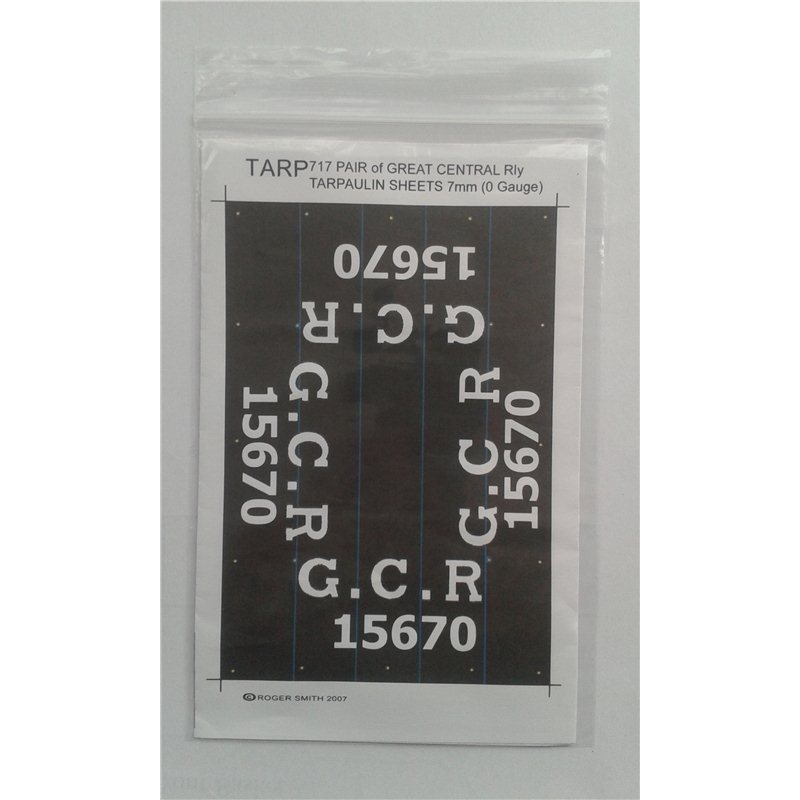 TARP717 PAIR of GREAT CENTRAL Rly
TARPAULIN SHEETS 7mm (0 Gauge)
15670
G.C.R
G.C.R
15670
G.C R
15670
G.C.R
15670
© ROGER SMITH 2007